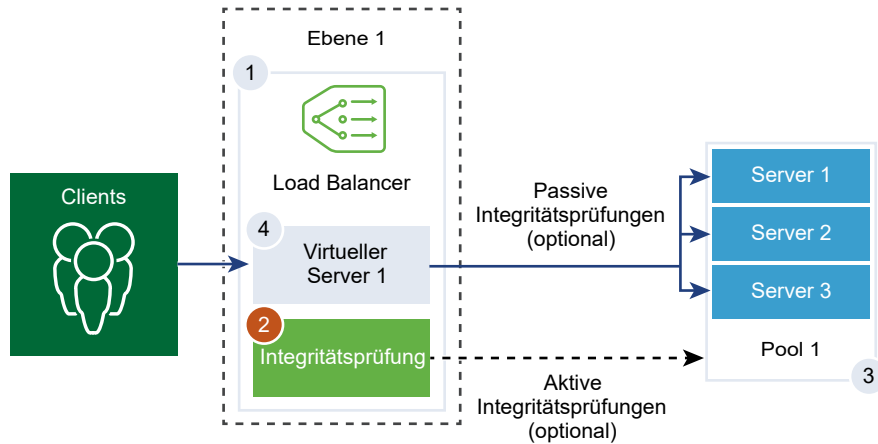 Ebene 1
1
Load Balancer
Clients
4
Virtueller
Server 1
2
Integritätsprüfung
Passive
Integritätsprüfungen
(optional)
Aktive
Integritätsprüfungen
(optional)
Server 1
Server 2
Server 3
Pool 1
3